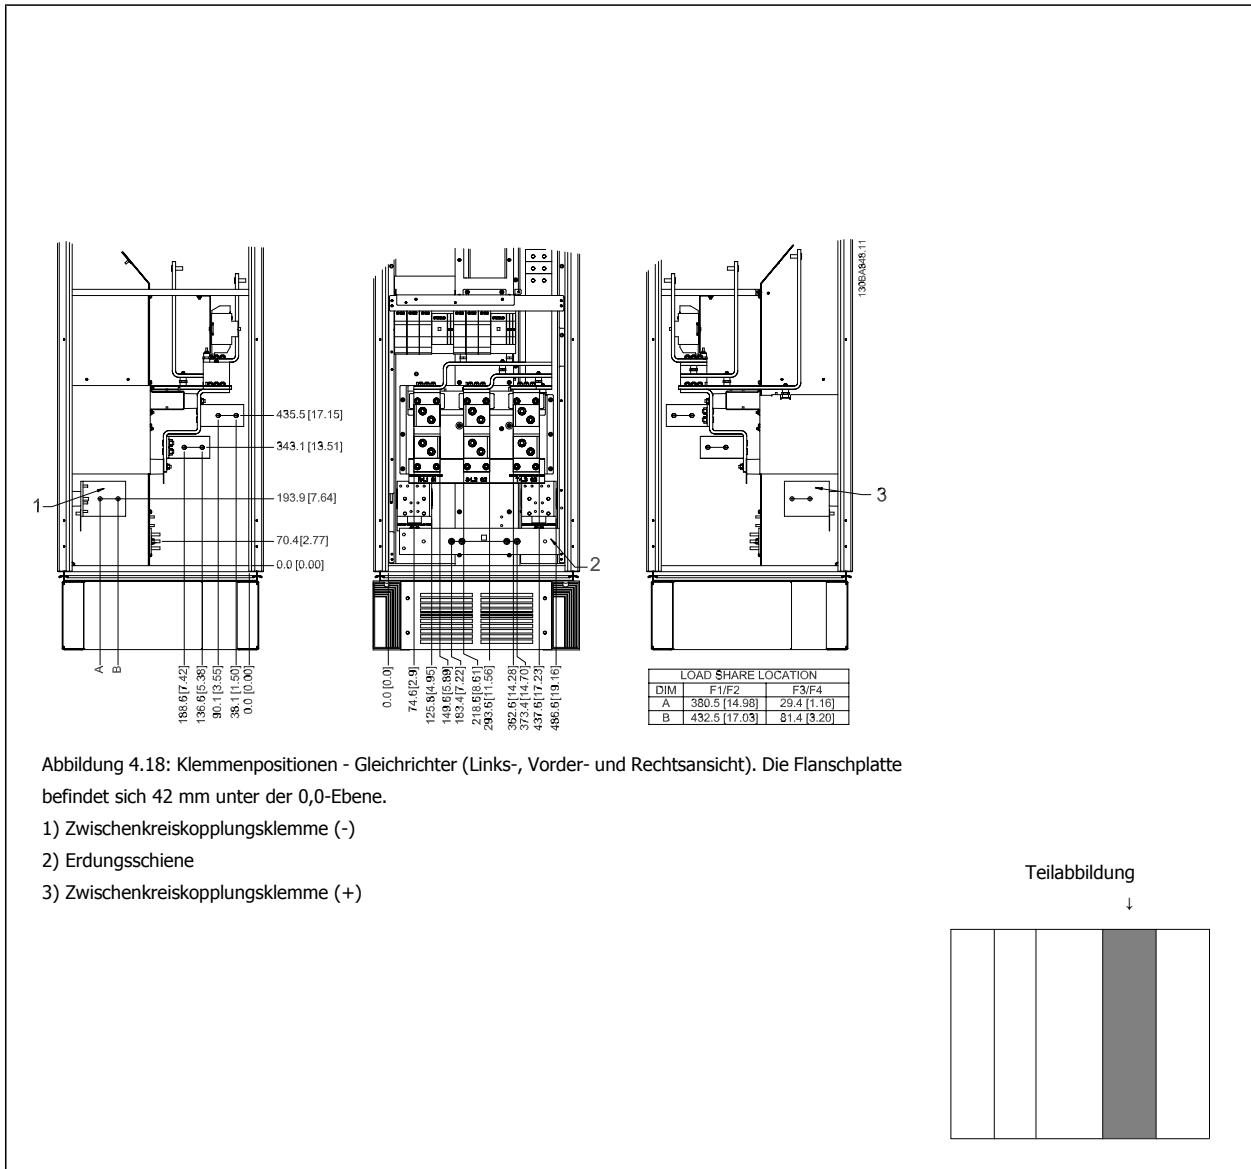 130BA848.11
435.5 [17.15]
343.1 [13.51]
193.9 [7.64]
70.4[2.77]
0.0 [0.00]
1
2
3
A
B
188.6[7.42]
136.6[5.38]
90.1 [3.55]
38.1 [1.50]
0.0 [0.00]
0.0 [0.0]
74.6[2.9]
125.8[4.95]
149.6[5.89]
183.4[7.22]
218.6[8.61]
293.6[11.56]
362.6[14.28]
373.4[14.70]
437.6[17.23]
486.6[19.16]
LOAD SHARE LOCATION
DIM F1/F2 F3/F4
A 380.5 [14.98] 29.4 [1.16]
B 432.5 [17.03] 81.4 [3.20]
Abbildung 4.18: Klemmenpositionen - Gleichrichter (Links-, Vorder- und Rechtsansicht). Die Flanschplatte
befindet sich 42 mm unter der 0,0-Ebene.
1) Zwischenkreiskopplungsklemme (-)
2) Erdungsschiene
3) Zwischenkreiskopplungsklemme (+)
Teilabbildung
↓